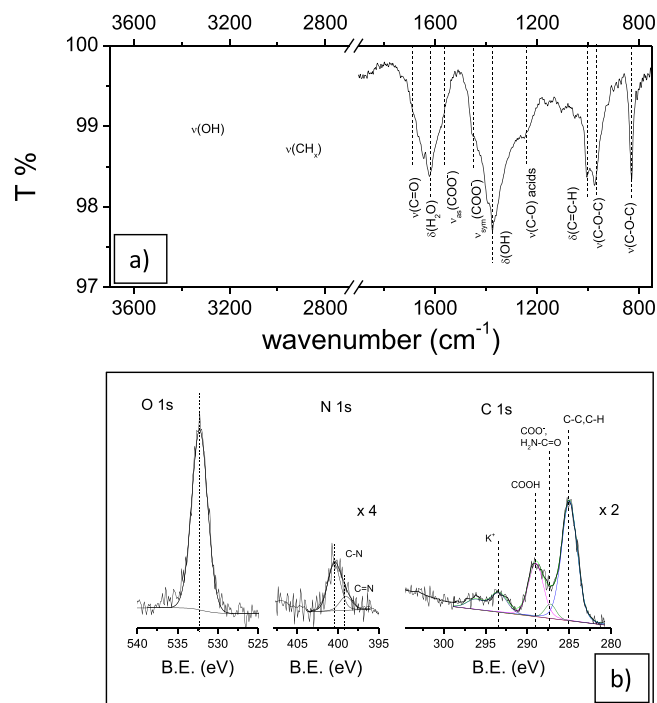 a)
3600 3200 2800 1600 1200 800
100
99
98
97
T %
ν(OH)
ν(CHₓ)
ν(C=O)
δ(H₂O)
νas(COO⁻)
νsym(COO⁻)
δ(OH)
ν(C-O) acids
δ(C=C-H)
ν(C-O-C)
ν(C-O-C)
3600 3200 2800 1600 1200 800
wavenumber (cm⁻¹)
O 1s
N 1s
C 1s
COO⁻,
H₂N-C=O
C-C,C-H
COOH
x 4
x 2
K⁺
C-N
C=N
540 535 530 525
405 400 395
300 295 290 285 280
B.E. (eV)
B.E. (eV)
B.E. (eV)
b)